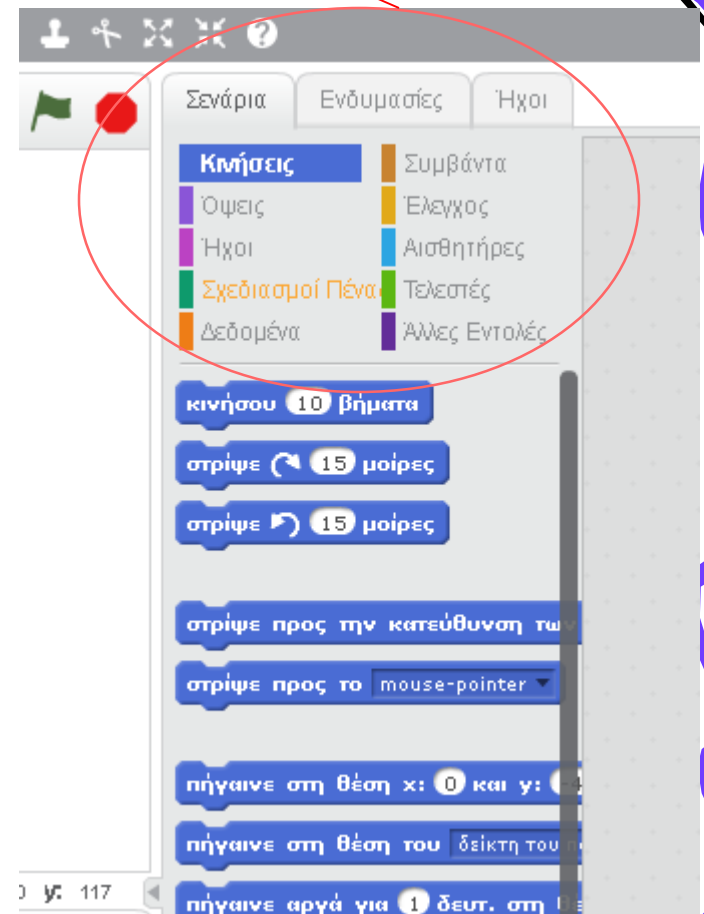 Σενάρια Ενδυμασίες Ήχοι
Κινήσεις Συμβάντα
Όψεις Έλεγχος
Ήχοι Αισθητήρες
Σχεδιασμοί Πένα Τελεστές
Δεδομένα Άλλες Εντολές
κινήσου 10 βήματα
στρίψε 15 μοίρες
στρίψε 15 μοίρες
στρίψε προς την κατεύθυνση των
στρίψε προς το mouse-pointer
πήγαινε στη θέση x: 0 και y: -4
πήγαινε στη θέση του δείκτη του
y: 117
πήγαινε αργά για 1 δευτ. στη